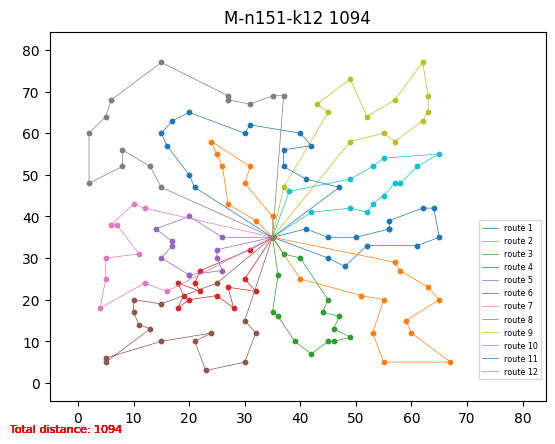 M-n151-k12 1094
80
70
60
50
40
30
20
10
0
route 1
route 2
route 3
route 4
route 5
route 6
route 7
route 8
route 9
route 10
route 11
route 12
0 10 20 30 40 50 60 70 80
Total distance: 1094